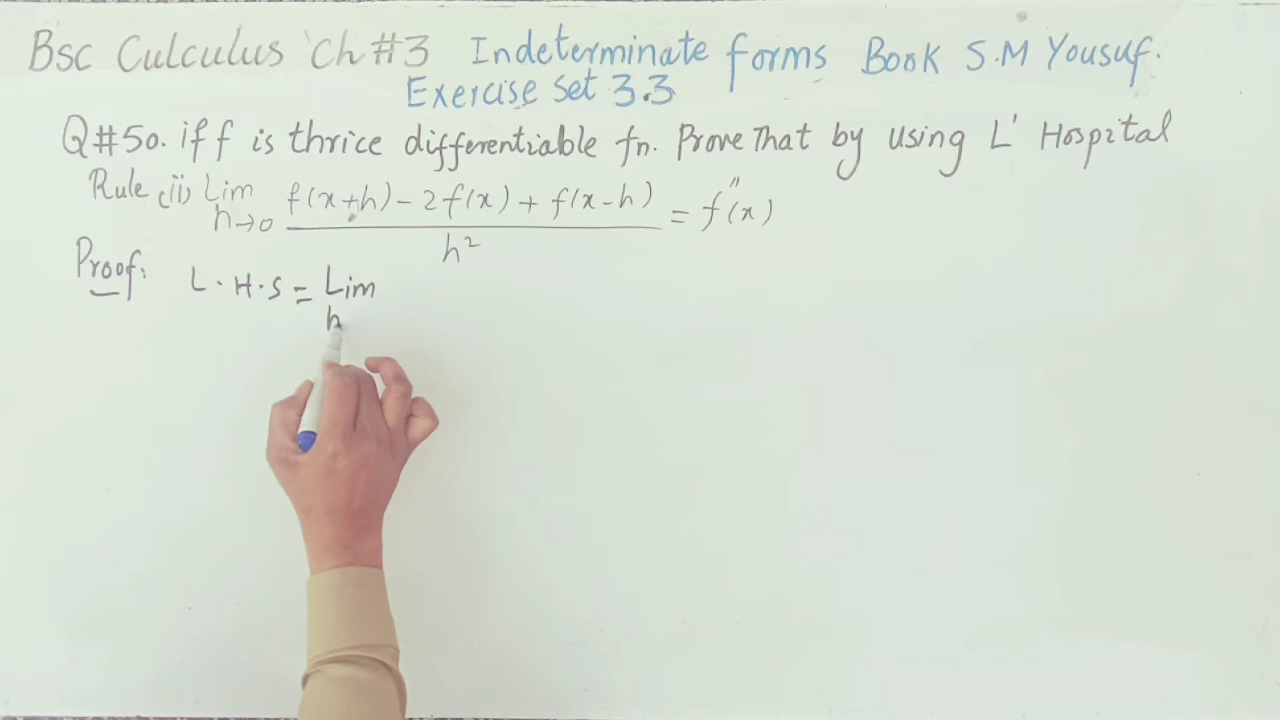 Bsc Culculus Ch #3 Indeterminate forms Book S.M Yousuf.
Exercise Set 3.3
Q#50. if f is thrice differentiable fn. Prove That by using L' Hospital
Rule (ii) Lim h→0 f(x+h) - 2f(x) + f(x-h) / h² = f''(x)
Proof: L.H.S = Lim
h